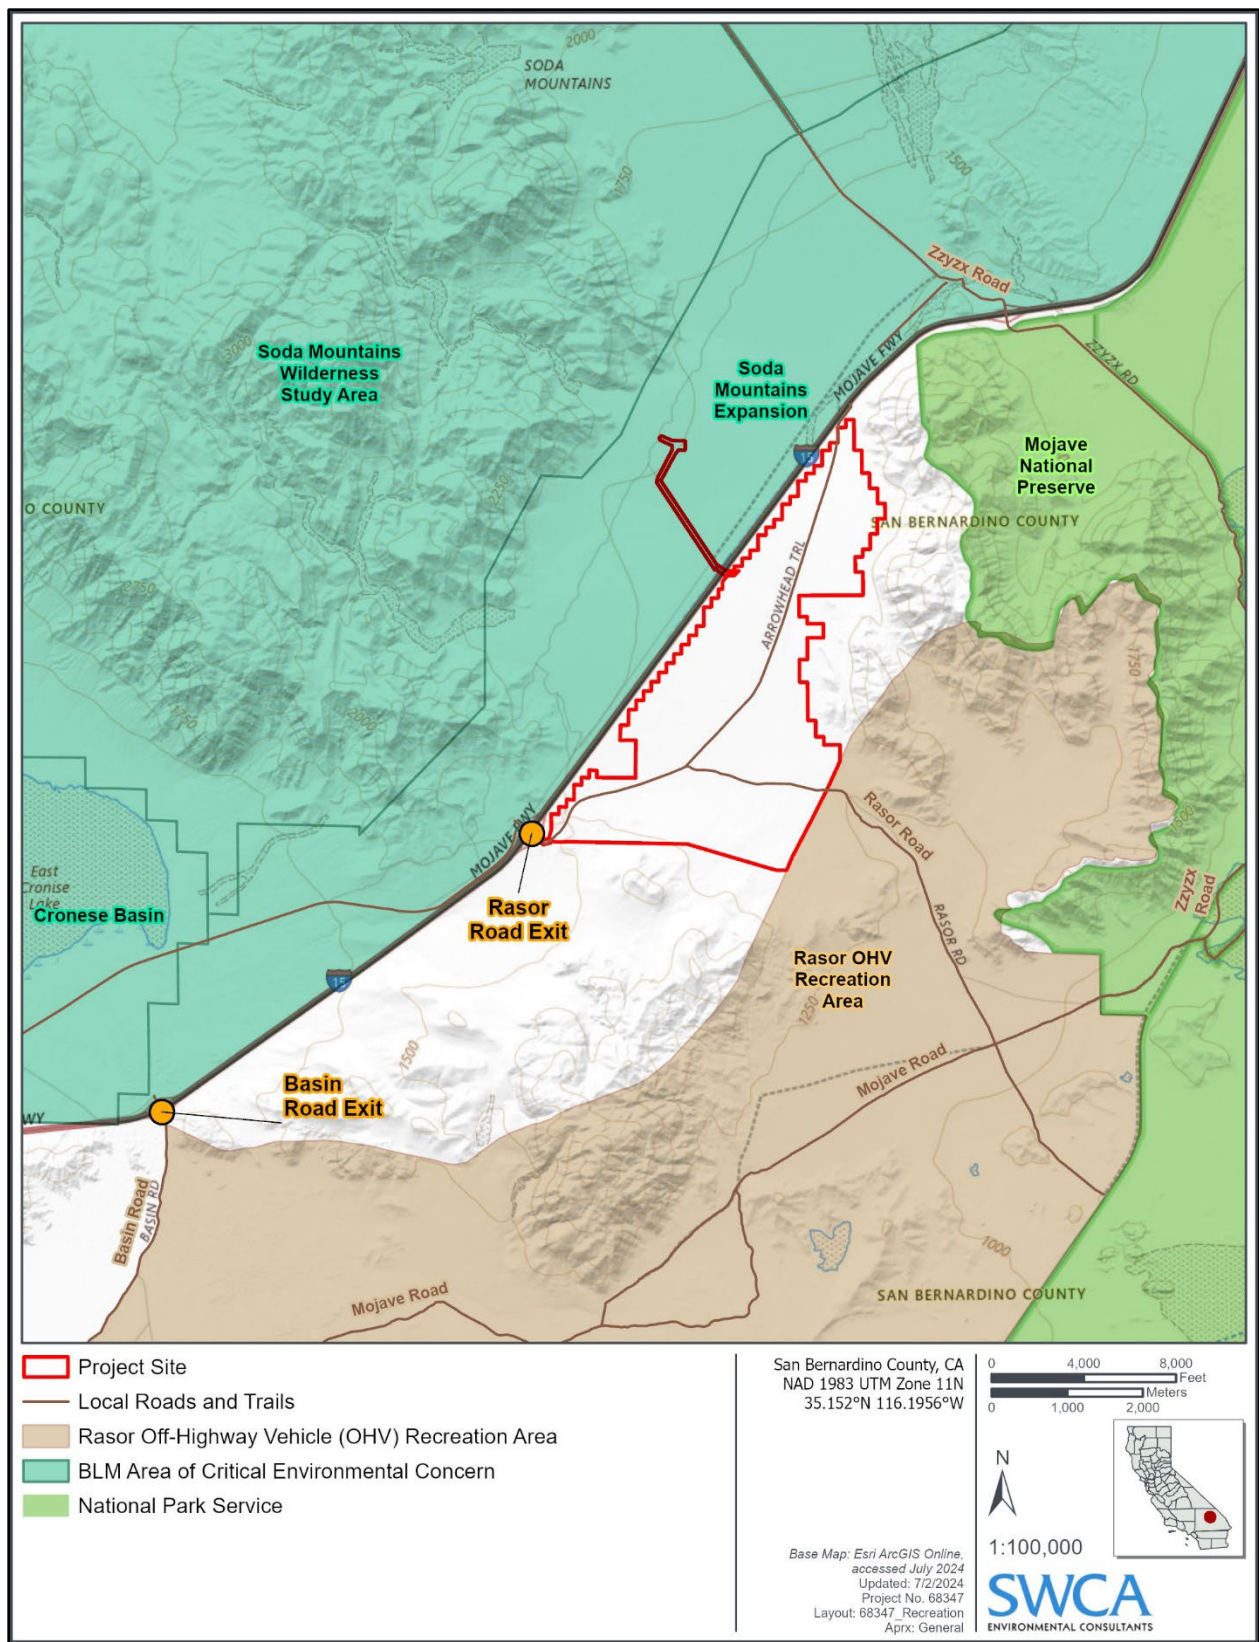 2000
SODA
MOUNTAINS
1750
1500
Zzyzx Road
ZZYZX RD
MOJAVE FWY
3000
Soda Mountains
Wilderness
Study Area
Soda
Mountains
Expansion
15
Mojave
National
Preserve
2250
O COUNTY
SAN BERNARDINO COUNTY
ARROWHEAD TRL
2750
1750
2000
1750
MOJAVE FWY
Rasor Road
1500
East
Cronise
Lake
Cronese Basin
Rasor
Road Exit
RASOR RD
Zzyzx
Road
15
Rasor OHV
Recreation
Area
1250
1500
Mojave Road
Basin
Road Exit
WY
Basin Road
BASIN RD
1000
Mojave Road
SAN BERNARDINO COUNTY
Project Site
Local Roads and Trails
Rasor Off-Highway Vehicle (OHV) Recreation Area
BLM Area of Critical Environmental Concern
National Park Service
San Bernardino County, CA
NAD 1983 UTM Zone 11N
35.152°N 116.1956°W
0 4,000 8,000
Feet
Meters
0 1,000 2,000
N
1:100,000
Base Map: Esri ArcGIS Online,
accessed July 2024
Updated: 7/2/2024
Project No. 68347
Layout: 68347_Recreation
Aprx: General
SWCA
ENVIRONMENTAL CONSULTANTS